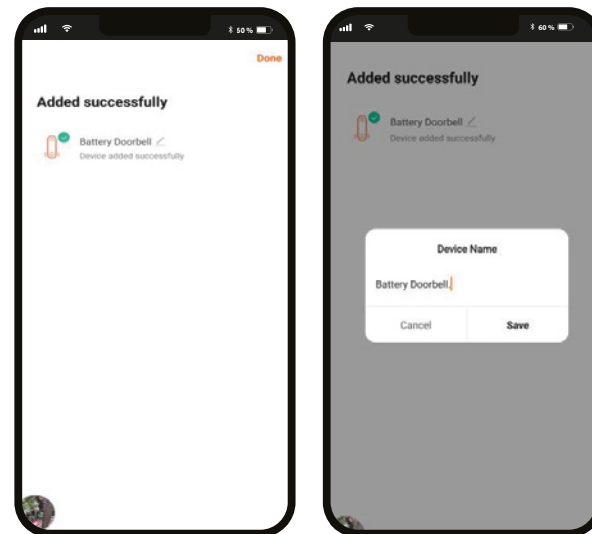 50%
Done
Added successfully
Battery Doorbell
Device added successfully
60%
Added successfully
Battery Doorbell
Device added successfully
Device Name
Battery Doorbell.
Cancel
Save